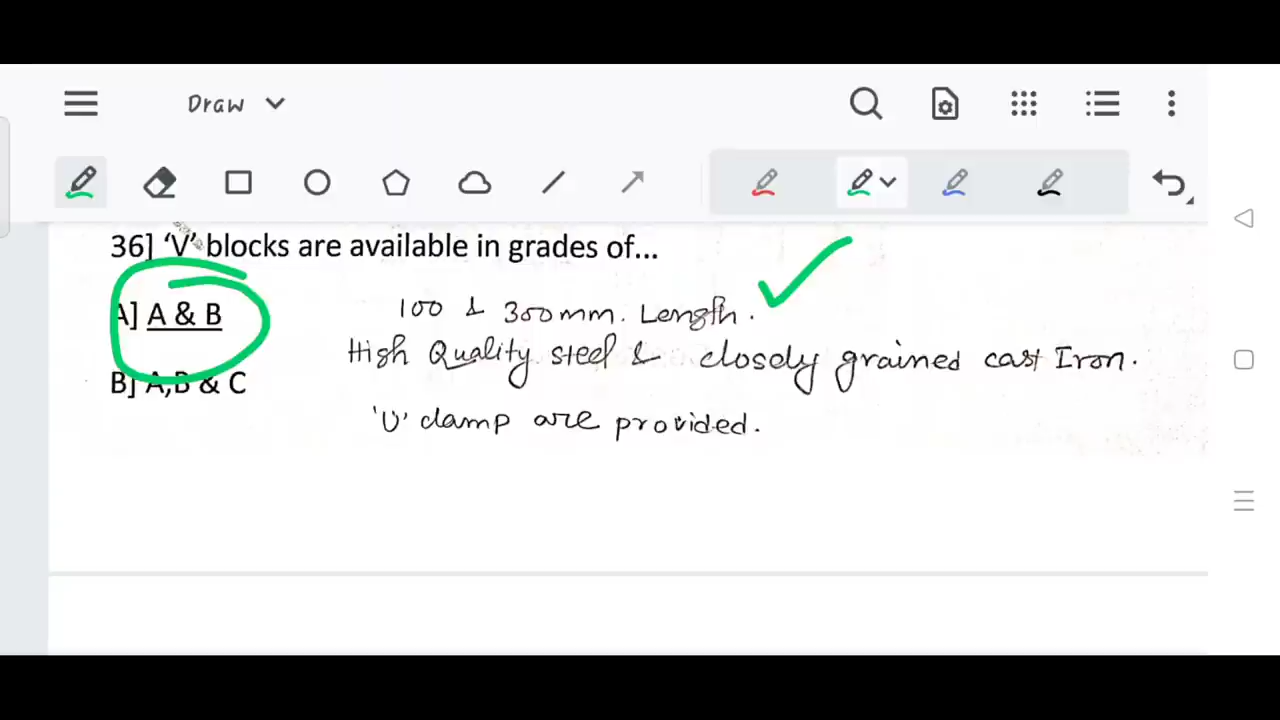 Draw
36] ‘V’ blocks are available in grades of...
A] A & B
100 & 300mm. Length.
High Quality steel & closely grained cast Iron.
B] A,B & C
'U' clamp are provided.